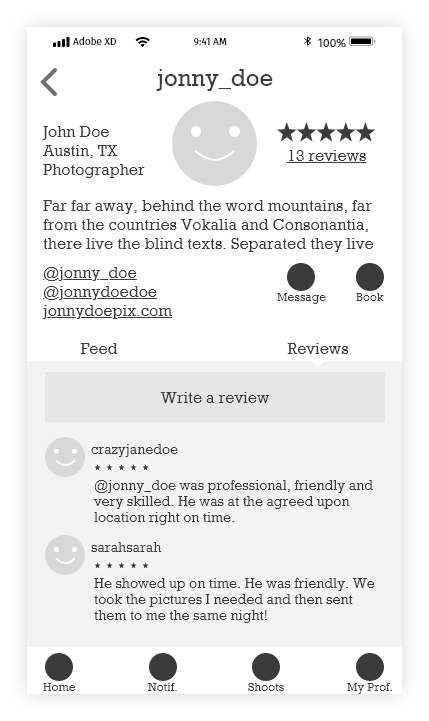 Adobe XD 9:41 AM 100%
jonny_doe
John Doe
Austin, TX
Photographer
13 reviews
Far far away, behind the word mountains, far
from the countries Vokalia and Consonantia,
there live the blind texts. Separated they live
@jonny_doe
@jonnydoedoe
jonnydoepix.com
Message Book
Feed Reviews
Write a review
crazyjanedoe
@jonny_doe was professional, friendly and
very skilled. He was at the agreed upon
location right on time.
sarahsarah
He showed up on time. He was friendly. We
took the pictures I needed and then sent
them to me the same night!
Home Notif. Shoots My Prof.